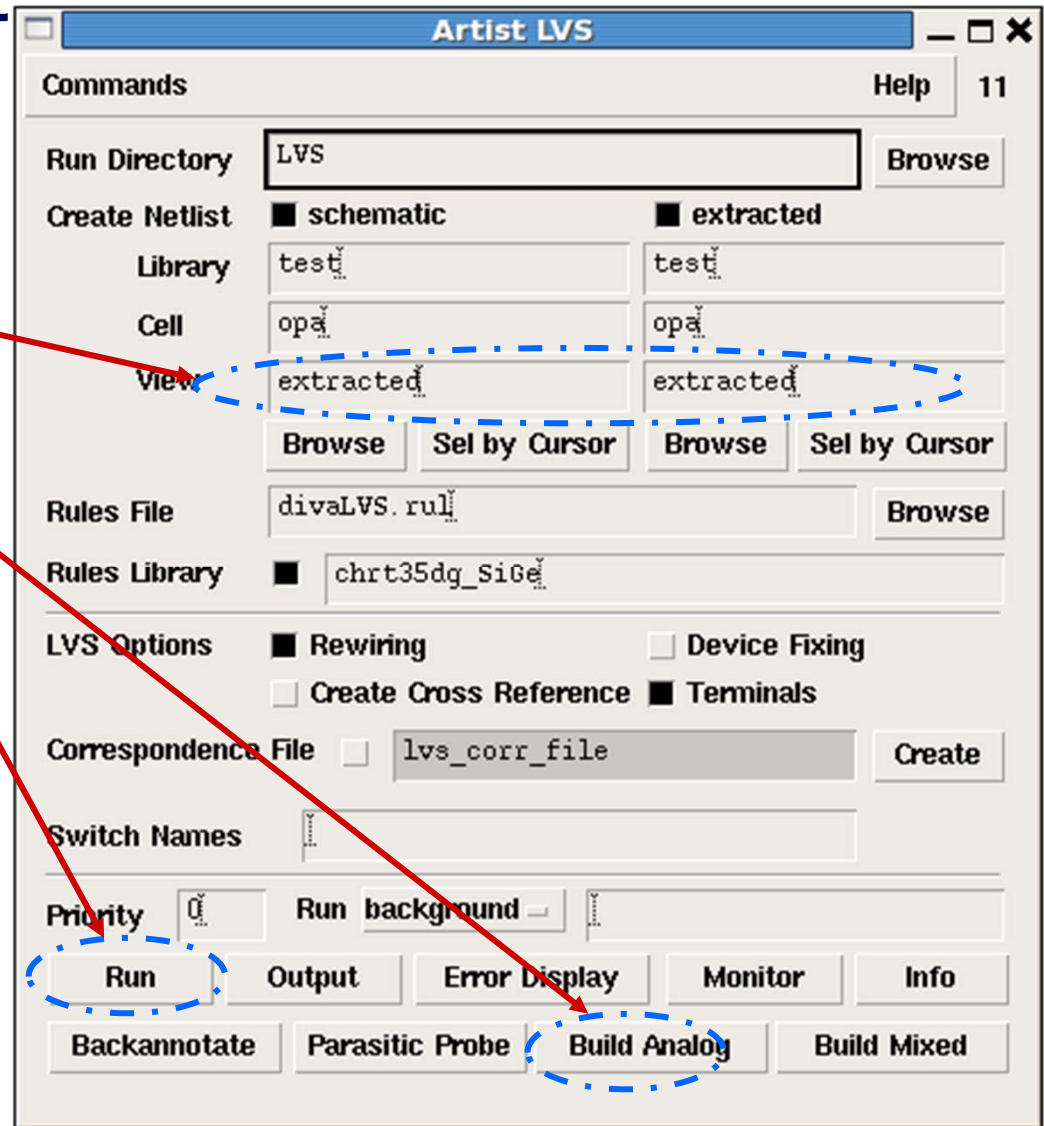 Artist LVS
Commands Help 11
Run Directory LVS Browse
Create Netlist schematic extracted
Library test test
Cell opa opa
View extracted extracted
Browse Sel by Cursor Browse Sel by Cursor
Rules File divaLVS.rul Browse
Rules Library chrt35dg_SiGe
LVS Options Rewiring Device Fixing
Create Cross Reference Terminals
Correspondence File lvs_corr_file Create
Switch Names
Priority 0 Run background
Run Output Error Display Monitor Info
Backannotate Parasitic Probe Build Analog Build Mixed